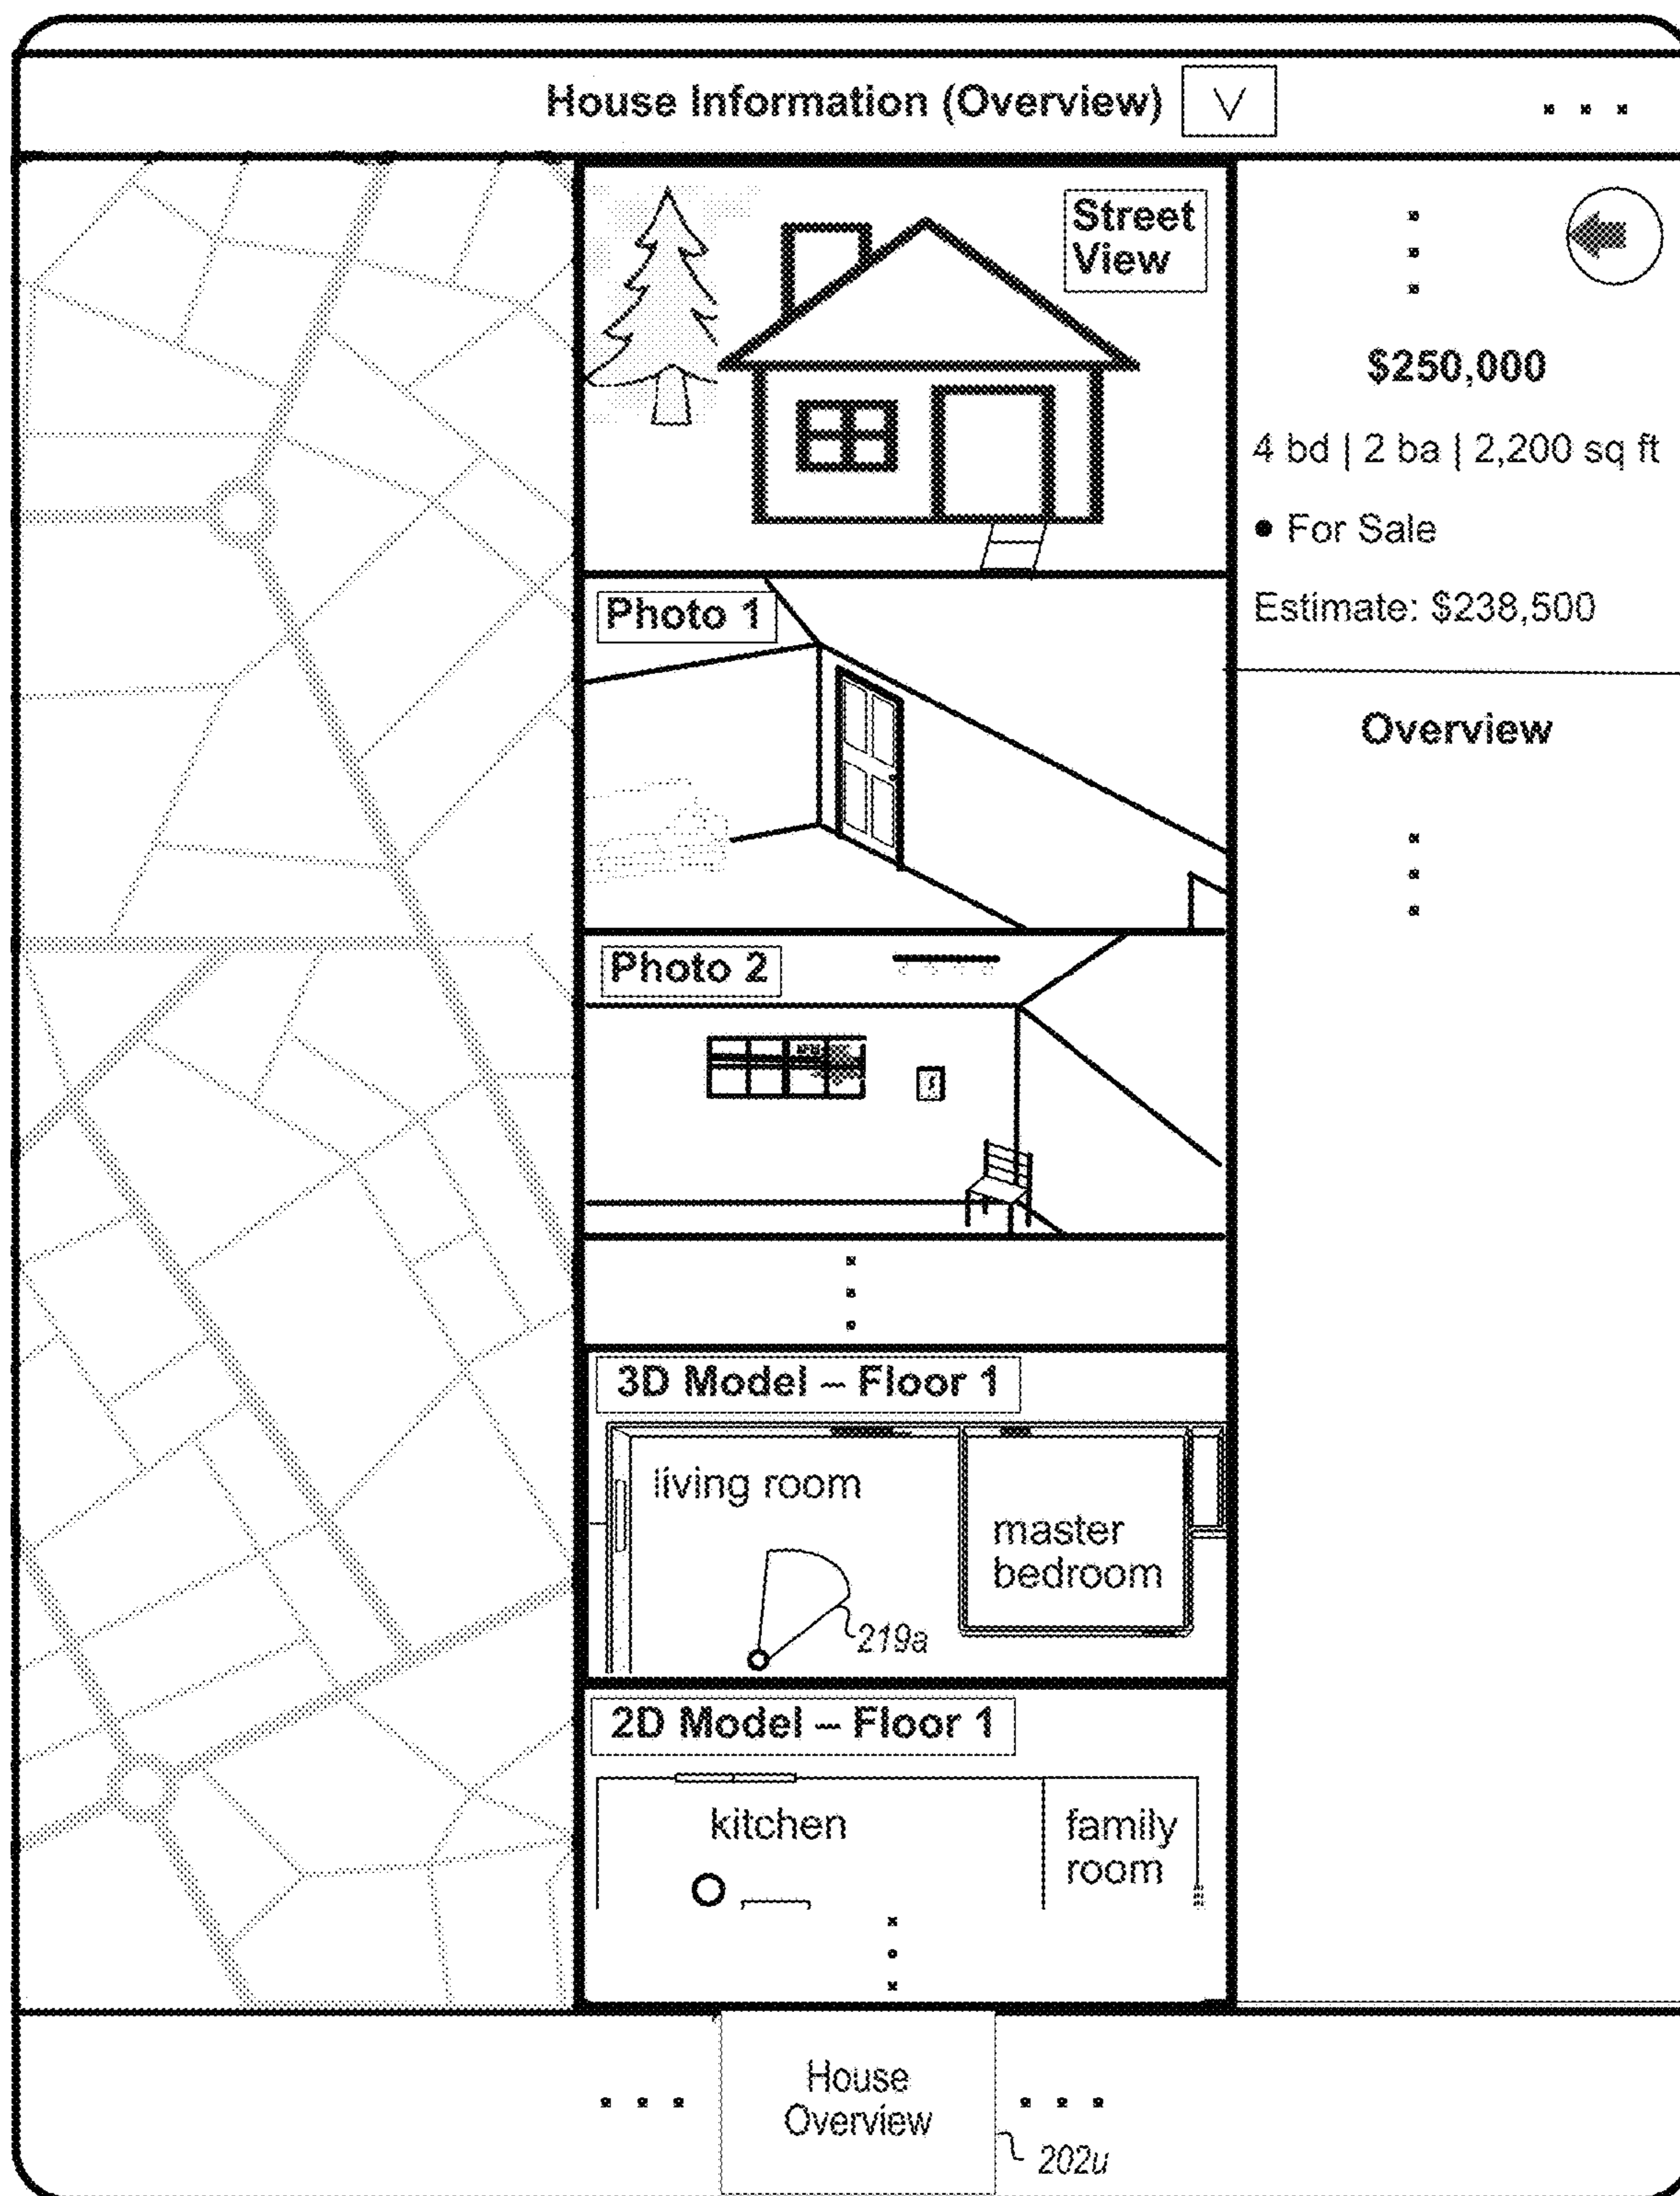 House Information (Overview) V
. . .
Street
View
$250,000
4 bd | 2 ba | 2,200 sq ft
• For Sale
Estimate: $238,500
Overview
Photo 1
Photo 2
3D Model – Floor 1
living room
master
bedroom
219a
2D Model – Floor 1
kitchen
family
room
. . .
House
Overview
. . .
202u